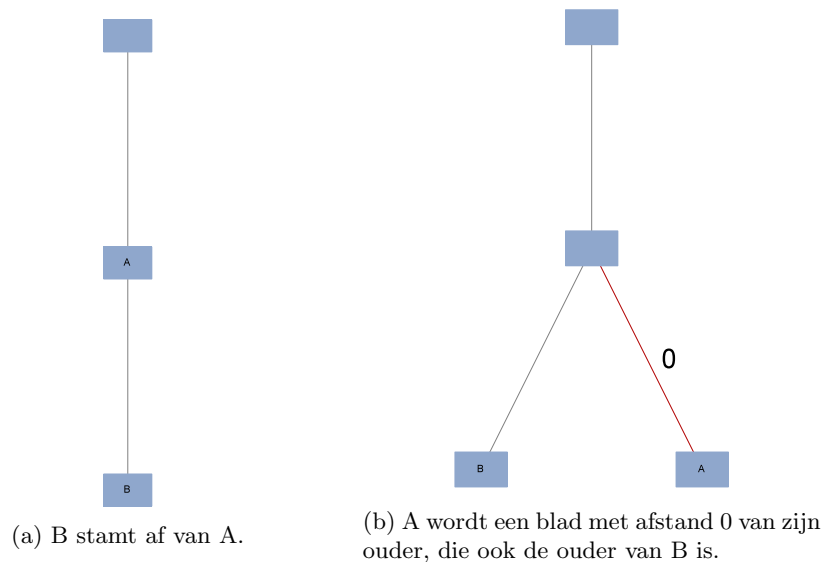 A
B
(a) B stamt af van A.
0
B
A
(b) A wordt een blad met afstand 0 van zijn
ouder, die ook de ouder van B is.